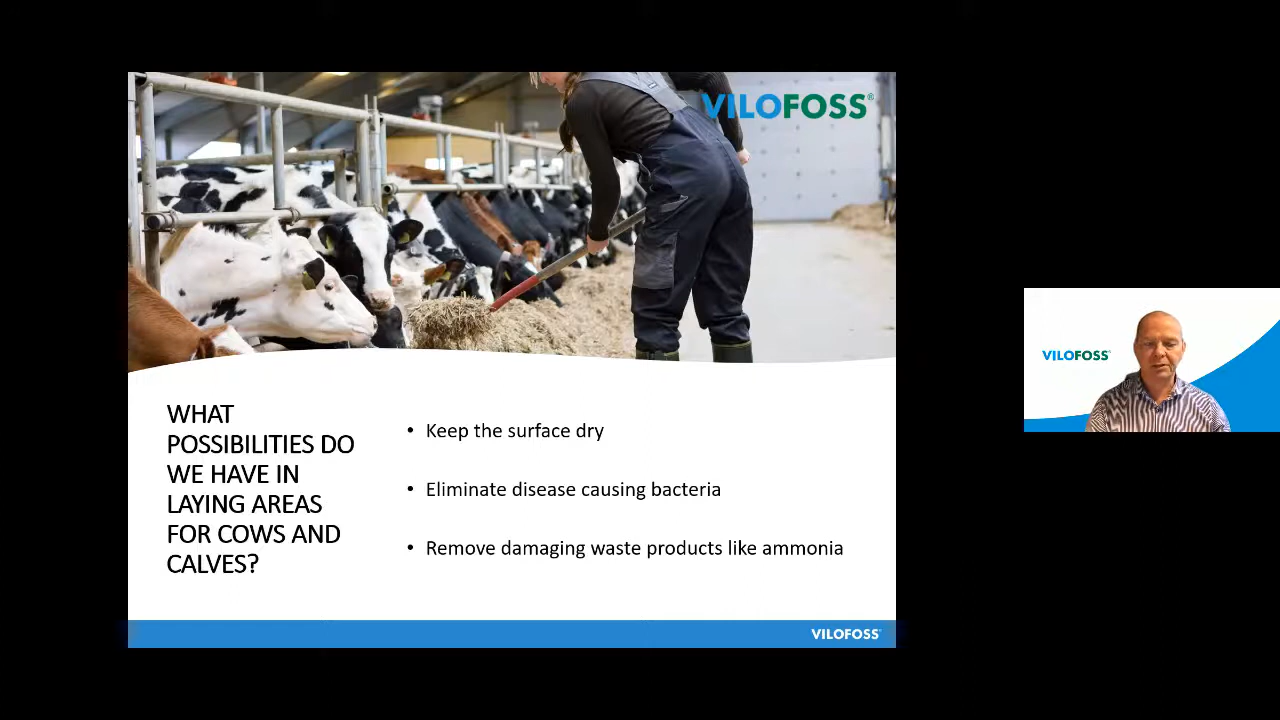 VILOFOSS®
VILOFOSS
WHAT
POSSIBILITIES DO
WE HAVE IN
LAYING AREAS
FOR COWS AND
CALVES?
• Keep the surface dry
• Eliminate disease causing bacteria
• Remove damaging waste products like ammonia
VILOFOSS